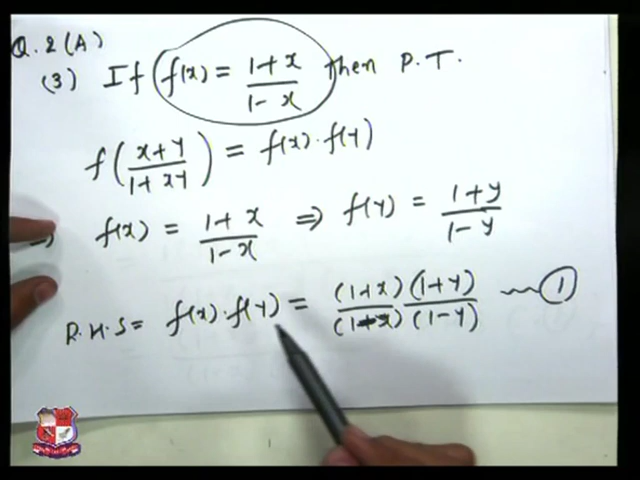 Q.2(A)
(3) If f(x) = (1+x)/(1-x) then P.T.
f((x+y)/(1+xy)) = f(x).f(y)
⇒ f(x) = (1+x)/(1-x) ⇒ f(y) = (1+y)/(1-y)
R.H.S = f(x).f(y) = (1+x)(1+y)/(1-x)(1-y) ~~ ①